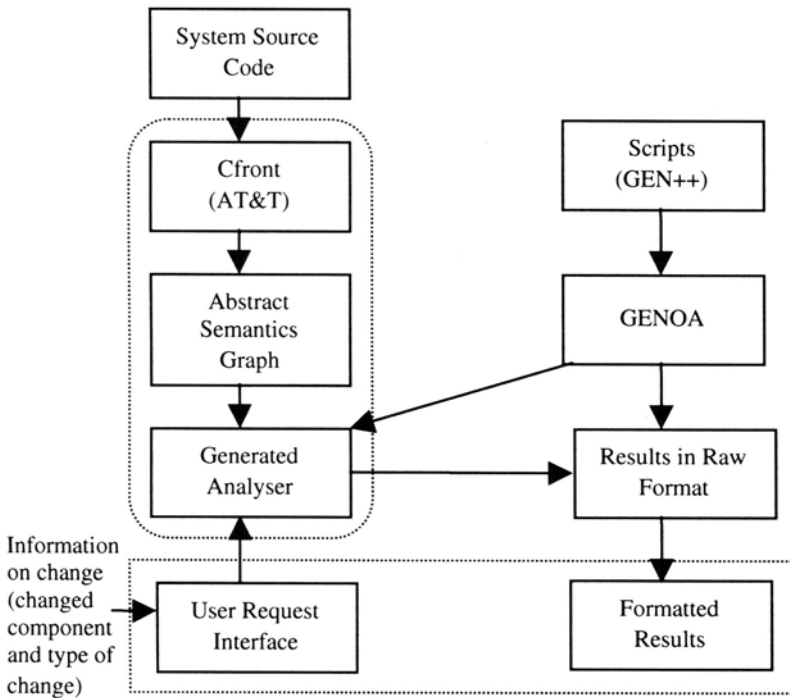 System Source
Code
Cfront
(AT&T)
Scripts
(GEN++)
Abstract
Semantics
Graph
GENOA
Generated
Analyser
Results in Raw
Format
Information
on change
(changed
component
and type of
change)
User Request
Interface
Formatted
Results